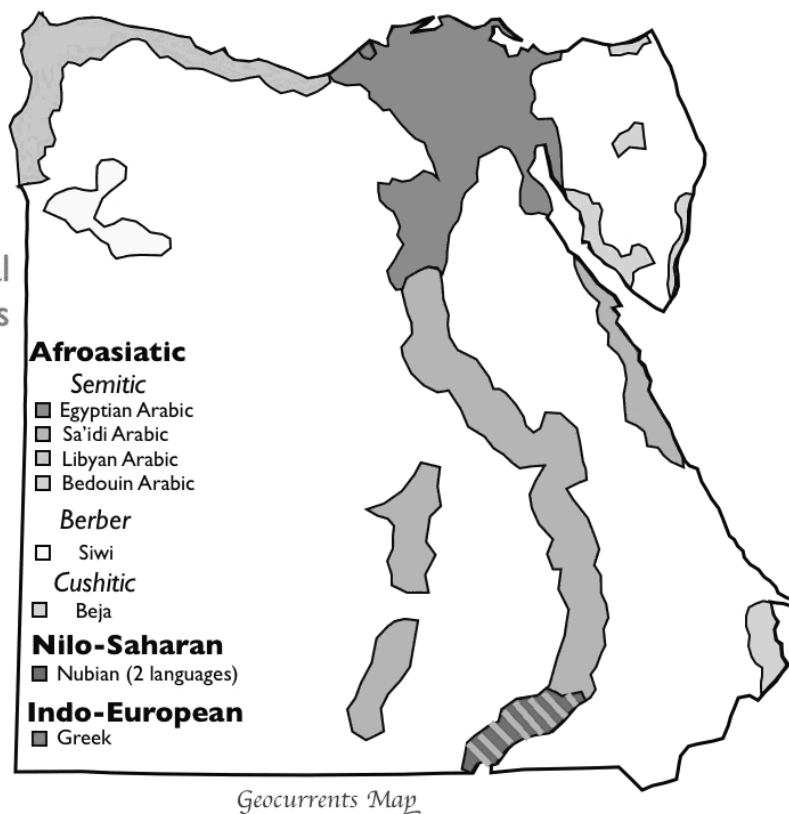 Afroasiatic
Semitic
Egyptian Arabic
Sa'idi Arabic
Libyan Arabic
Bedouin Arabic
Berber
Siwi
Cushitic
Beja
Nilo-Saharan
Nubian (2 languages)
Indo-European
Greek
Geocurrents Map